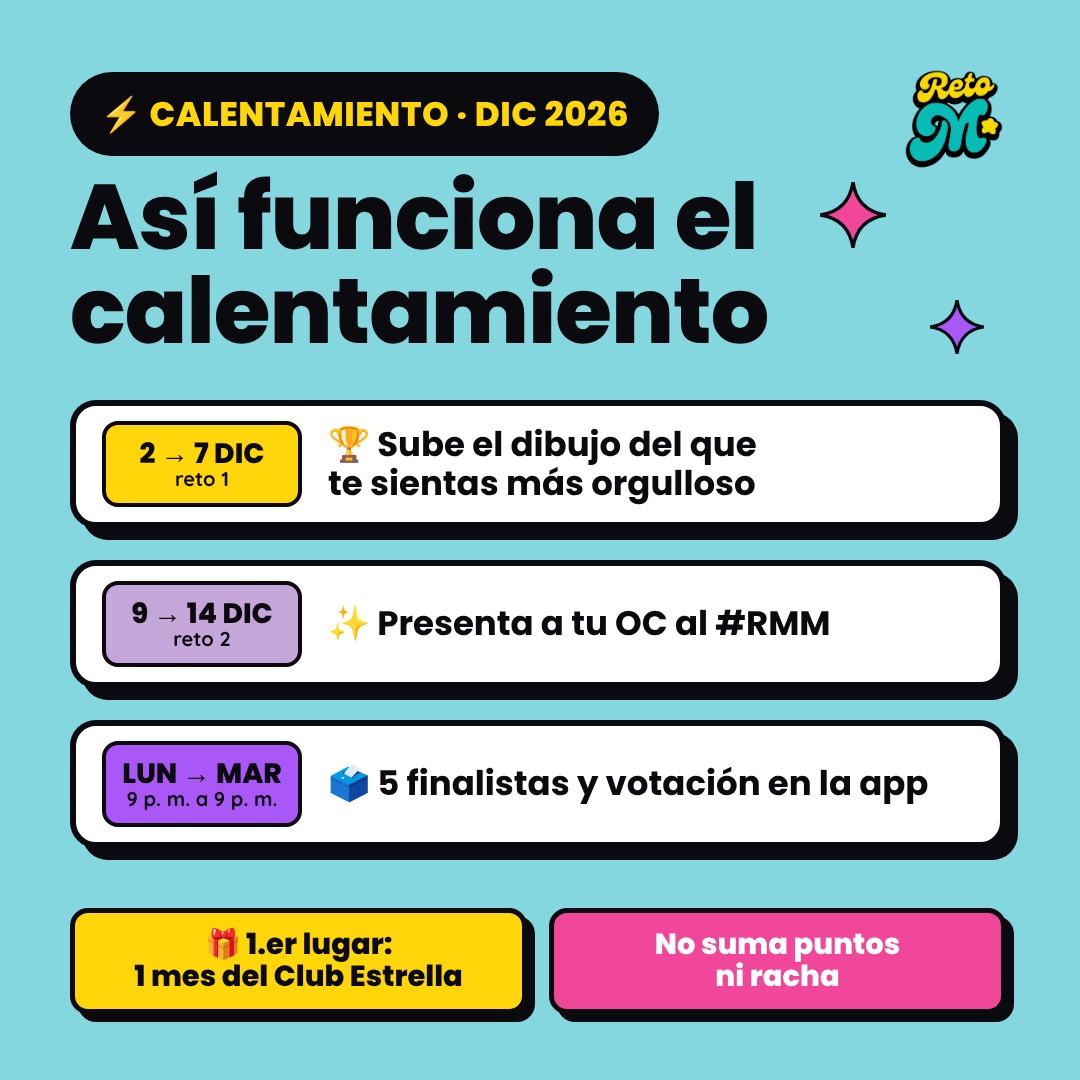 ⚡ CALENTAMIENTO · DIC 2026
Reto
M
Así funciona el
calentamiento
2 → 7 DIC
reto 1
🏆 Sube el dibujo del que
te sientas más orgulloso
9 → 14 DIC
reto 2
✨ Presenta a tu OC al #RMM
LUN → MAR
9 p. m. a 9 p. m.
🗳️ 5 finalistas y votación en la app
🎁 1.er lugar:
1 mes del Club Estrella
No suma puntos
ni racha